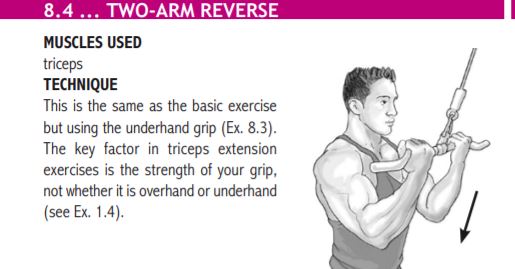 8.4 ... TWO-ARM REVERSE
MUSCLES USED
triceps
TECHNIQUE
This is the same as the basic exercise
but using the underhand grip (Ex. 8.3).
The key factor in triceps extension
exercises is the strength of your grip,
not whether it is overhand or underhand
(see Ex. 1.4).